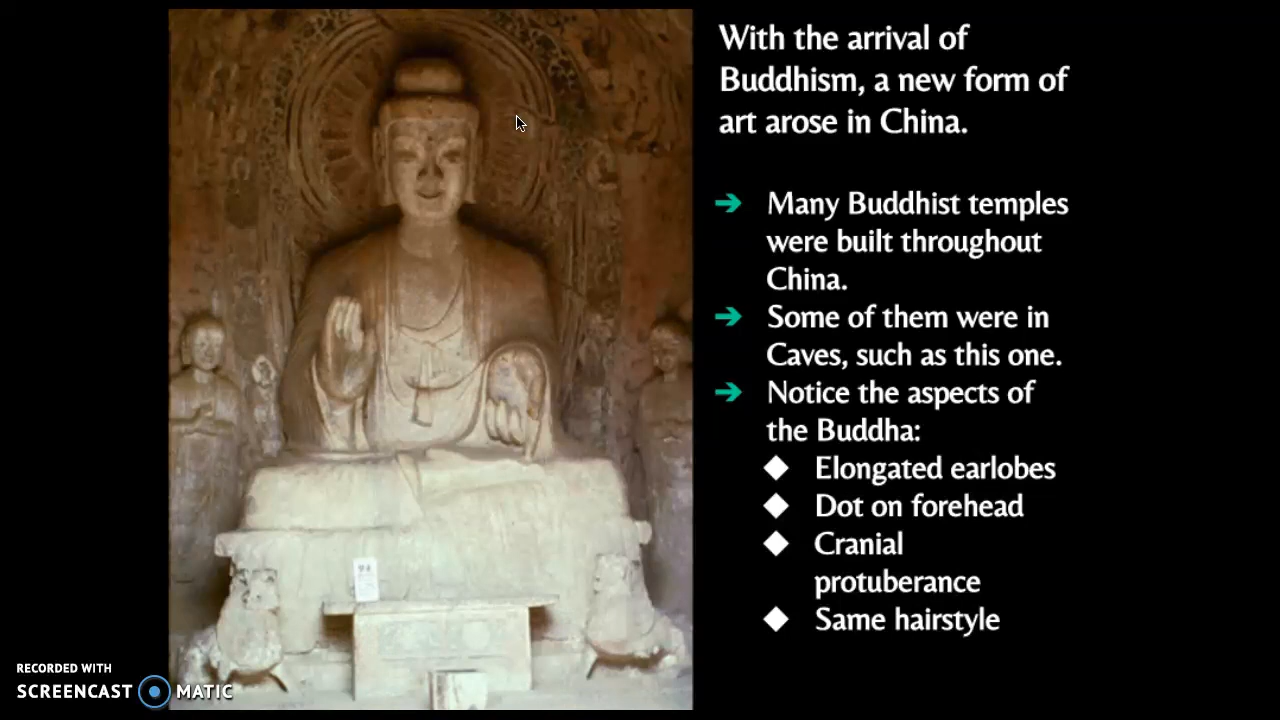 With the arrival of
Buddhism, a new form of
art arose in China.
➔ Many Buddhist temples
were built throughout
China.
➔ Some of them were in
Caves, such as this one.
➔ Notice the aspects of
the Buddha:
◆ Elongated earlobes
◆ Dot on forehead
◆ Cranial
protuberance
◆ Same hairstyle
RECORDED WITH
SCREENCAST MATIC